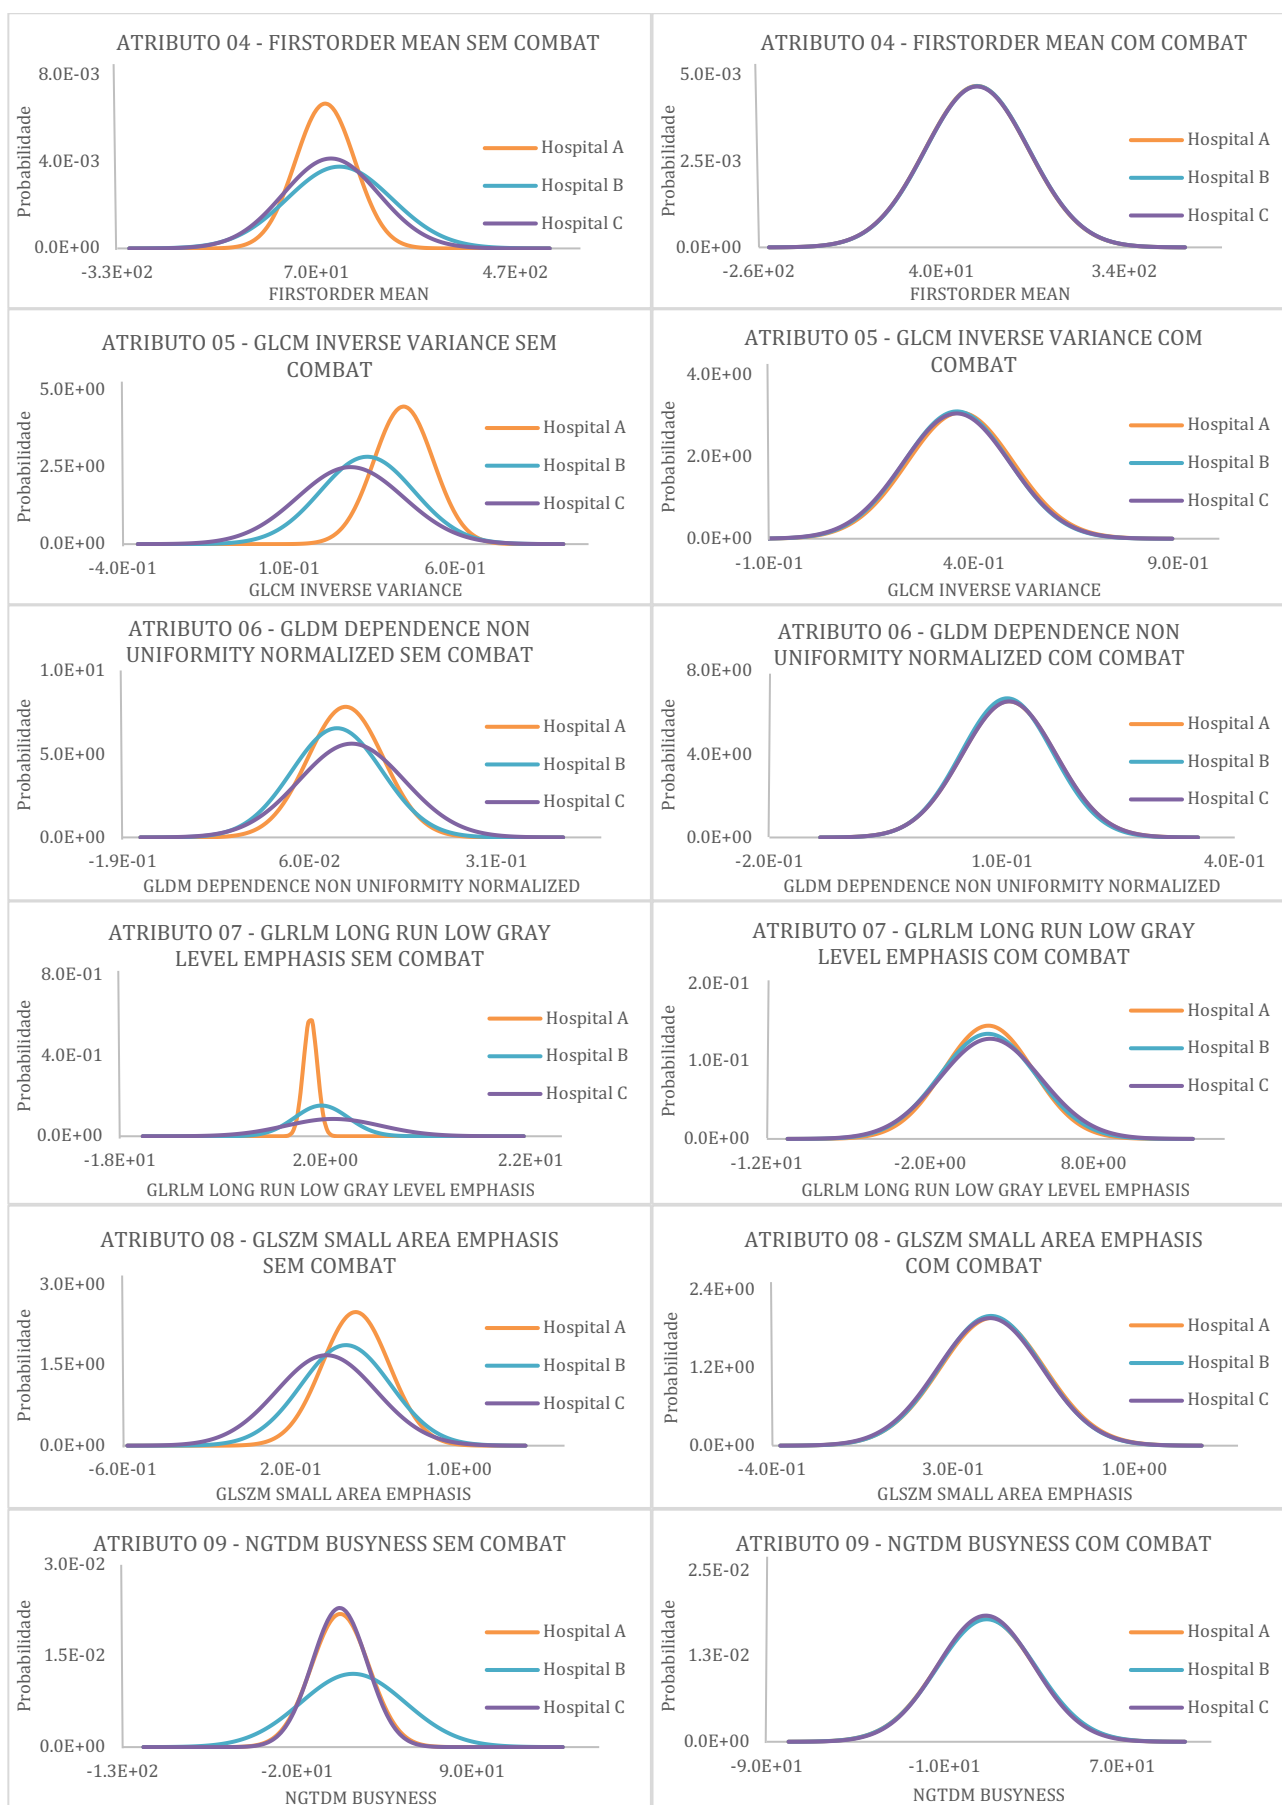 ATRIBUTO 04 - FIRSTORDER MEAN SEM COMBAT
8.0E-03
4.0E-03
0.0E+00
Probabilidade
Hospital A
Hospital B
Hospital C
-3.3E+02
7.0E+01
4.7E+02
FIRSTORDER MEAN
ATRIBUTO 04 - FIRSTORDER MEAN COM COMBAT
5.0E-03
2.5E-03
0.0E+00
Probabilidade
Hospital A
Hospital B
Hospital C
-2.6E+02
4.0E+01
3.4E+02
FIRSTORDER MEAN
ATRIBUTO 05 - GLCM INVERSE VARIANCE SEM
COMBAT
5.0E+00
2.5E+00
0.0E+00
Probabilidade
Hospital A
Hospital B
Hospital C
-4.0E-01
1.0E-01
6.0E-01
GLCM INVERSE VARIANCE
ATRIBUTO 05 - GLCM INVERSE VARIANCE COM
COMBAT
4.0E+00
2.0E+00
0.0E+00
Probabilidade
Hospital A
Hospital B
Hospital C
-1.0E-01
4.0E-01
9.0E-01
GLCM INVERSE VARIANCE
ATRIBUTO 06 - GLDM DEPENDENCE NON
UNIFORMITY NORMALIZED SEM COMBAT
1.0E+01
5.0E+00
0.0E+00
Probabilidade
Hospital A
Hospital B
Hospital C
-1.9E-01
6.0E-02
3.1E-01
GLDM DEPENDENCE NON UNIFORMITY NORMALIZED
ATRIBUTO 06 - GLDM DEPENDENCE NON
UNIFORMITY NORMALIZED COM COMBAT
8.0E+00
4.0E+00
0.0E+00
Probabilidade
Hospital A
Hospital B
Hospital C
-2.0E-01
1.0E-01
4.0E-01
GLDM DEPENDENCE NON UNIFORMITY NORMALIZED
ATRIBUTO 07 - GLRLM LONG RUN LOW GRAY
LEVEL EMPHASIS SEM COMBAT
8.0E-01
4.0E-01
0.0E+00
Probabilidade
Hospital A
Hospital B
Hospital C
-1.8E+01
2.0E+00
2.2E+01
GLRLM LONG RUN LOW GRAY LEVEL EMPHASIS
ATRIBUTO 07 - GLRLM LONG RUN LOW GRAY
LEVEL EMPHASIS COM COMBAT
2.0E-01
1.0E-01
0.0E+00
Probabilidade
Hospital A
Hospital B
Hospital C
-1.2E+01
-2.0E+00
8.0E+00
GLRLM LONG RUN LOW GRAY LEVEL EMPHASIS
ATRIBUTO 08 - GLSZM SMALL AREA EMPHASIS
SEM COMBAT
3.0E+00
1.5E+00
0.0E+00
Probabilidade
Hospital A
Hospital B
Hospital C
-6.0E-01
2.0E-01
1.0E+00
GLSZM SMALL AREA EMPHASIS
ATRIBUTO 08 - GLSZM SMALL AREA EMPHASIS
COM COMBAT
2.4E+00
1.2E+00
0.0E+00
Probabilidade
Hospital A
Hospital B
Hospital C
-4.0E-01
3.0E-01
1.0E+00
GLSZM SMALL AREA EMPHASIS
ATRIBUTO 09 - NGTDM BUSYNESS SEM COMBAT
3.0E-02
1.5E-02
0.0E+00
Probabilidade
Hospital A
Hospital B
Hospital C
-1.3E+02
-2.0E+01
9.0E+01
NGTDM BUSYNESS
ATRIBUTO 09 - NGTDM BUSYNESS COM COMBAT
2.5E-02
1.3E-02
0.0E+00
Probabilidade
Hospital A
Hospital B
Hospital C
-9.0E+01
-1.0E+01
7.0E+01
NGTDM BUSYNESS